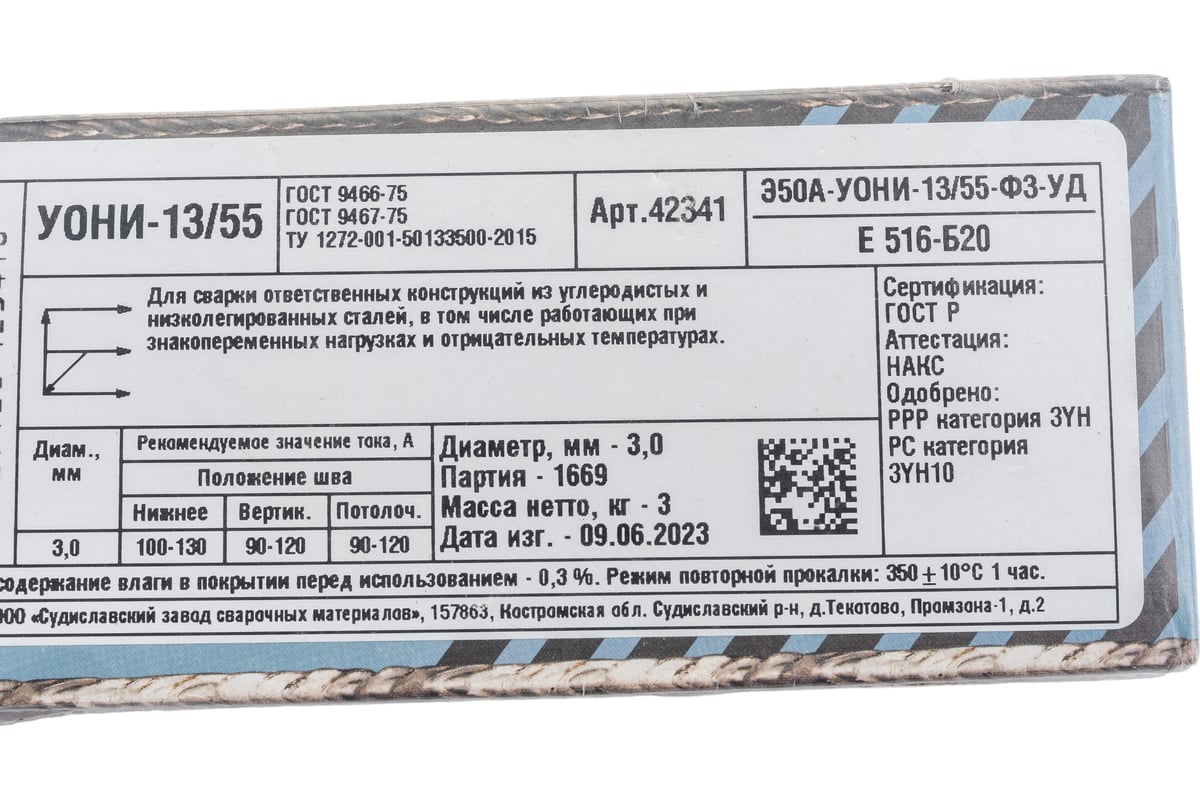 УОНИ-13/55
ГОСТ 9466-75
ГОСТ 9467-75
ТУ 1272-001-50133500-2015
Арт.42341
Э50А-УОНИ-13/55-Ф3-УД
Е 516-Б20
Для сварки ответственных конструкций из углеродистых и
низколегированных сталей, в том числе работающих при
знакопеременных нагрузках и отрицательных температурах.
Сертификация:
ГОСТ Р
Аттестация:
НАКС
Одобрено:
РРР категория 3YH
РС категория
3YH10
Диам.,
мм
Рекомендуемое значение тока, А
Положение шва
Нижнее Вертик. Потолоч.
3,0 100-130 90-120 90-120
Диаметр, мм - 3,0
Партия - 1669
Масса нетто, кг - 3
Дата изг. - 09.06.2023
содержание влаги в покрытии перед использованием - 0,3 %. Режим повторной прокалки: 350±10°С 1 час.
ООО «Судиславский завод сварочных материалов», 157863, Костромская обл. Судиславский р-н, д.Текотово, Промзона-1, д.2